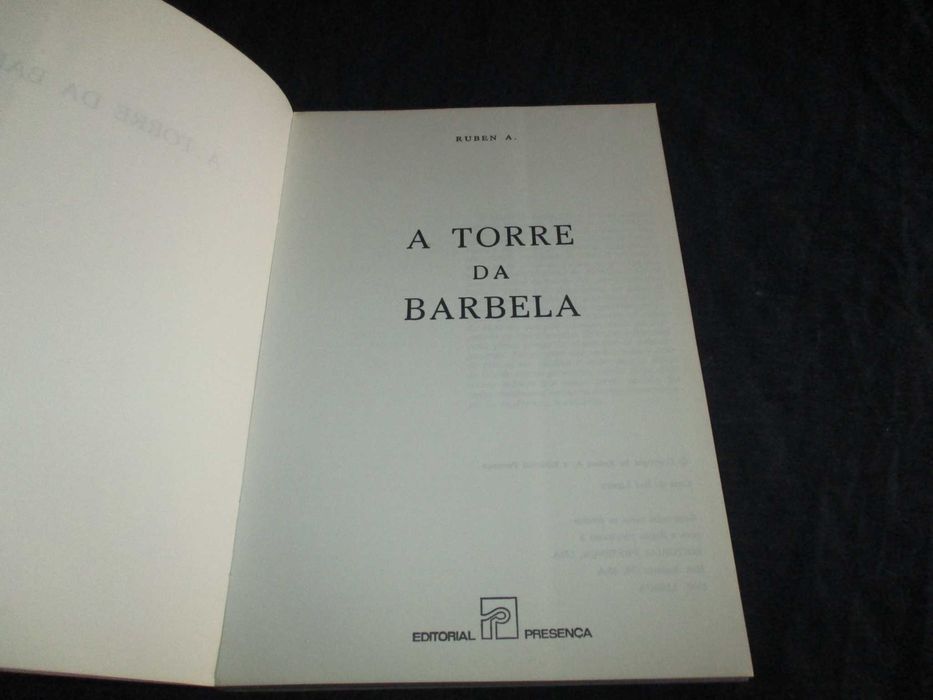 RUBEN A.
A TORRE
DA
BARBELA
EDITORIAL PRESENÇA